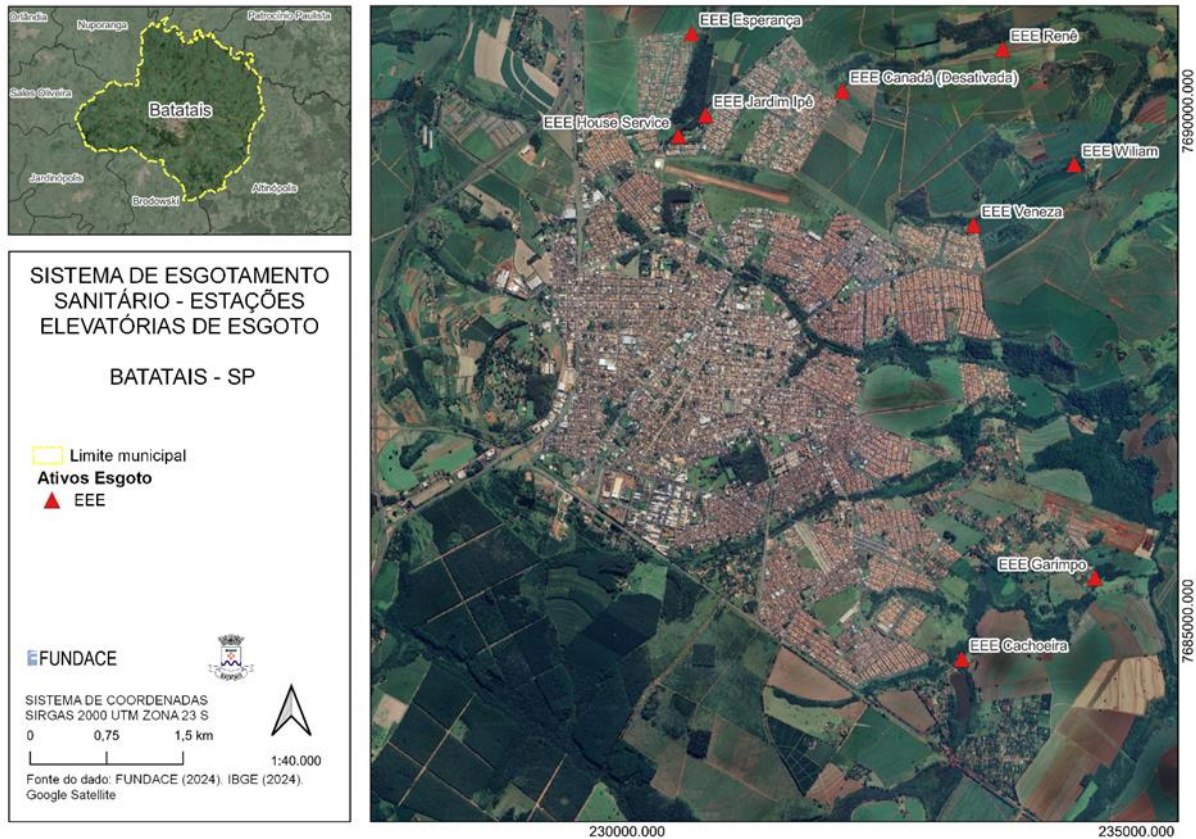 Orlândia
Nuporanga
Patrocínio Paulista
Sales Oliveira
Batatais
Jardinópolis
Brodowski
Altinópolis
SISTEMA DE ESGOTAMENTO
SANITÁRIO - ESTAÇÕES
ELEVATÓRIAS DE ESGOTO
BATATAIS - SP
Limite municipal
Ativos Esgoto
EEE
FUNDACE
SISTEMA DE COORDENADAS
SIRGAS 2000 UTM ZONA 23 S
0 0,75 1,5 km
1:40.000
Fonte do dado: FUNDACE (2024). IBGE (2024).
Google Satellite
EEE Esperança
EEE Renê
EEE Canadá (Desativada)
EEE Jardim Ipê
EEE House Service
EEE Wiliam
EEE Veneza
EEE Garimpo
EEE Cachoeira
7690000.000
7685000.000
230000.000
235000.000